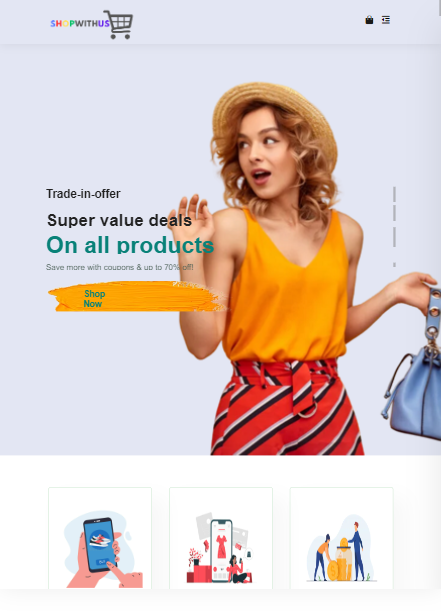 SHOPWITHUS
Trade-in-offer
Super value deals
On all products
Save more with coupons & up to 70% off!
Shop
Now